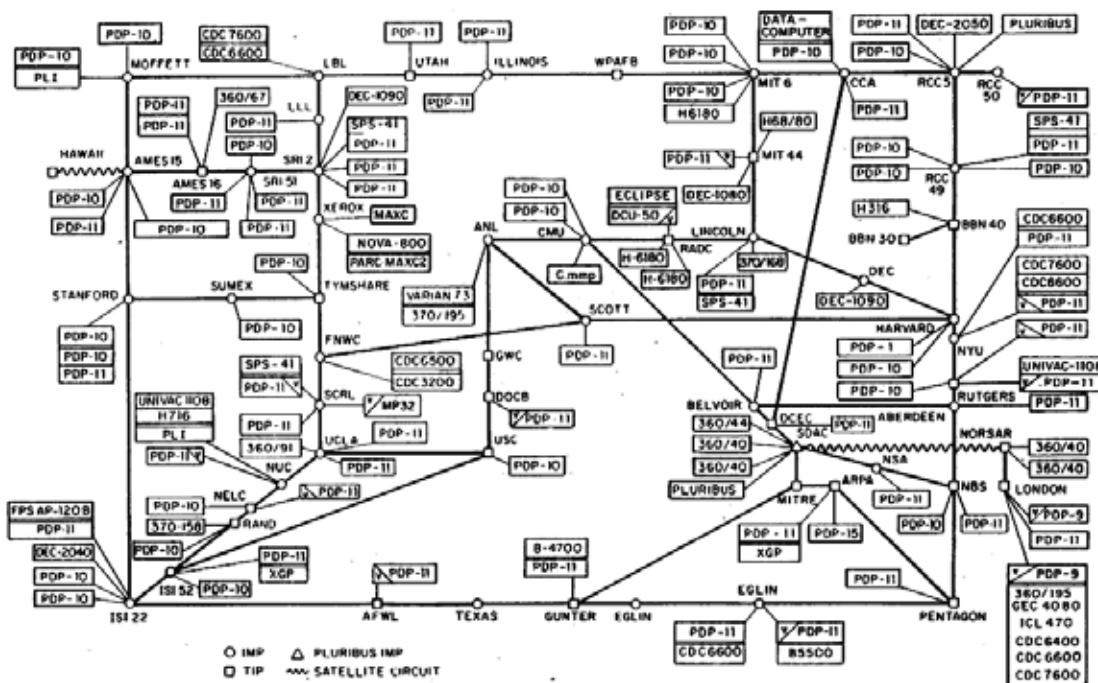 PDP-10
PLI
PDP-10
MOFFETT
CDC7600
CDC6600
LBL
PDP-11
UTAH
PDP-11
ILLINOIS
PDP-11
WPAFB
PDP-10
PDP-10
PDP-10
H6180
MIT 6
DATA-
COMPUTER
PDP-10
CCA
PDP-11
PDP-11
PDP-10
DEC-2050
PLURIBUS
RCC 5
RCC
50
PDP-11
PDP-11
PDP-11
360/67
LLL
PDP-11
DEC-1090
SPS-41
PDP-11
PDP-11
PDP-11
HAWAII
AMES 15
AMES 16
PDP-11
PDP-10
SRI 51
PDP-11
SRI 2
PDP-10
PDP-11
PDP-10
XEROX
MAXC
NOVA-800
PARC MAXC2
H68/80
PDP-11
MIT 44
DEC-1080
SPS-41
PDP-11
PDP-10
PDP-10
PDP-10
RCC
49
H316
BBN 40
BBN 30
ANL
PDP-10
PDP-10
CMU
C.mmp
ECLIPSE
DCU-50
RADC
H-6180
H-6180
LINCOLN
370/168
PDP-11
SPS-41
DEC
DEC-1090
CDC6600
PDP-11
CDC7600
CDC6600
PDP-11
PDP-11
STANFORD
SUMEX
PDP-10
TYMSHARE
PDP-10
PDP-10
PDP-10
PDP-11
VARIAN 73
370/195
SCOTT
PDP-11
HARVARD
PDP-1
PDP-10
PDP-10
NYU
FNWC
CDC6500
CDC3200
SPS-41
PDP-11
SCRL
MP32
PDP-11
GWC
DOCB
PDP-11
PDP-11
BELVOIR
DCEC
PDP-11
ABERDEEN
RUTGERS
UNIVAC-1108
PDP-11
PDP-11
UNIVAC 1108
H716
PLI
PDP-11
360/91
UCLA
PDP-11
PDP-11
USC
PDP-10
360/44
360/40
360/40
PLURIBUS
SDAC
NSA
PDP-11
NORSAR
360/40
360/40
NUC
NELC
PDP-11
PDP-10
370-158
RAND
PDP-10
MITRE
ARPA
PDP-11
XGP
PDP-15
NBS
PDP-10
PDP-11
LONDON
PDP-9
PDP-11
FPS AP-120B
PDP-11
DEC-2040
PDP-10
PDP-10
ISI 22
ISI 52
PDP-11
XGP
PDP-10
PDP-11
AFWL
TEXAS
B-4700
PDP-11
GUNTER
EGLIN
EGLIN
PDP-11
CDC6600
PDP-11
B5500
PDP-11
PENTAGON
PDP-9
360/195
GEC 4080
ICL 470
CDC6400
CDC6600
CDC7600
IMP
PLURIBUS IMP
TIP
SATELLITE CIRCUIT